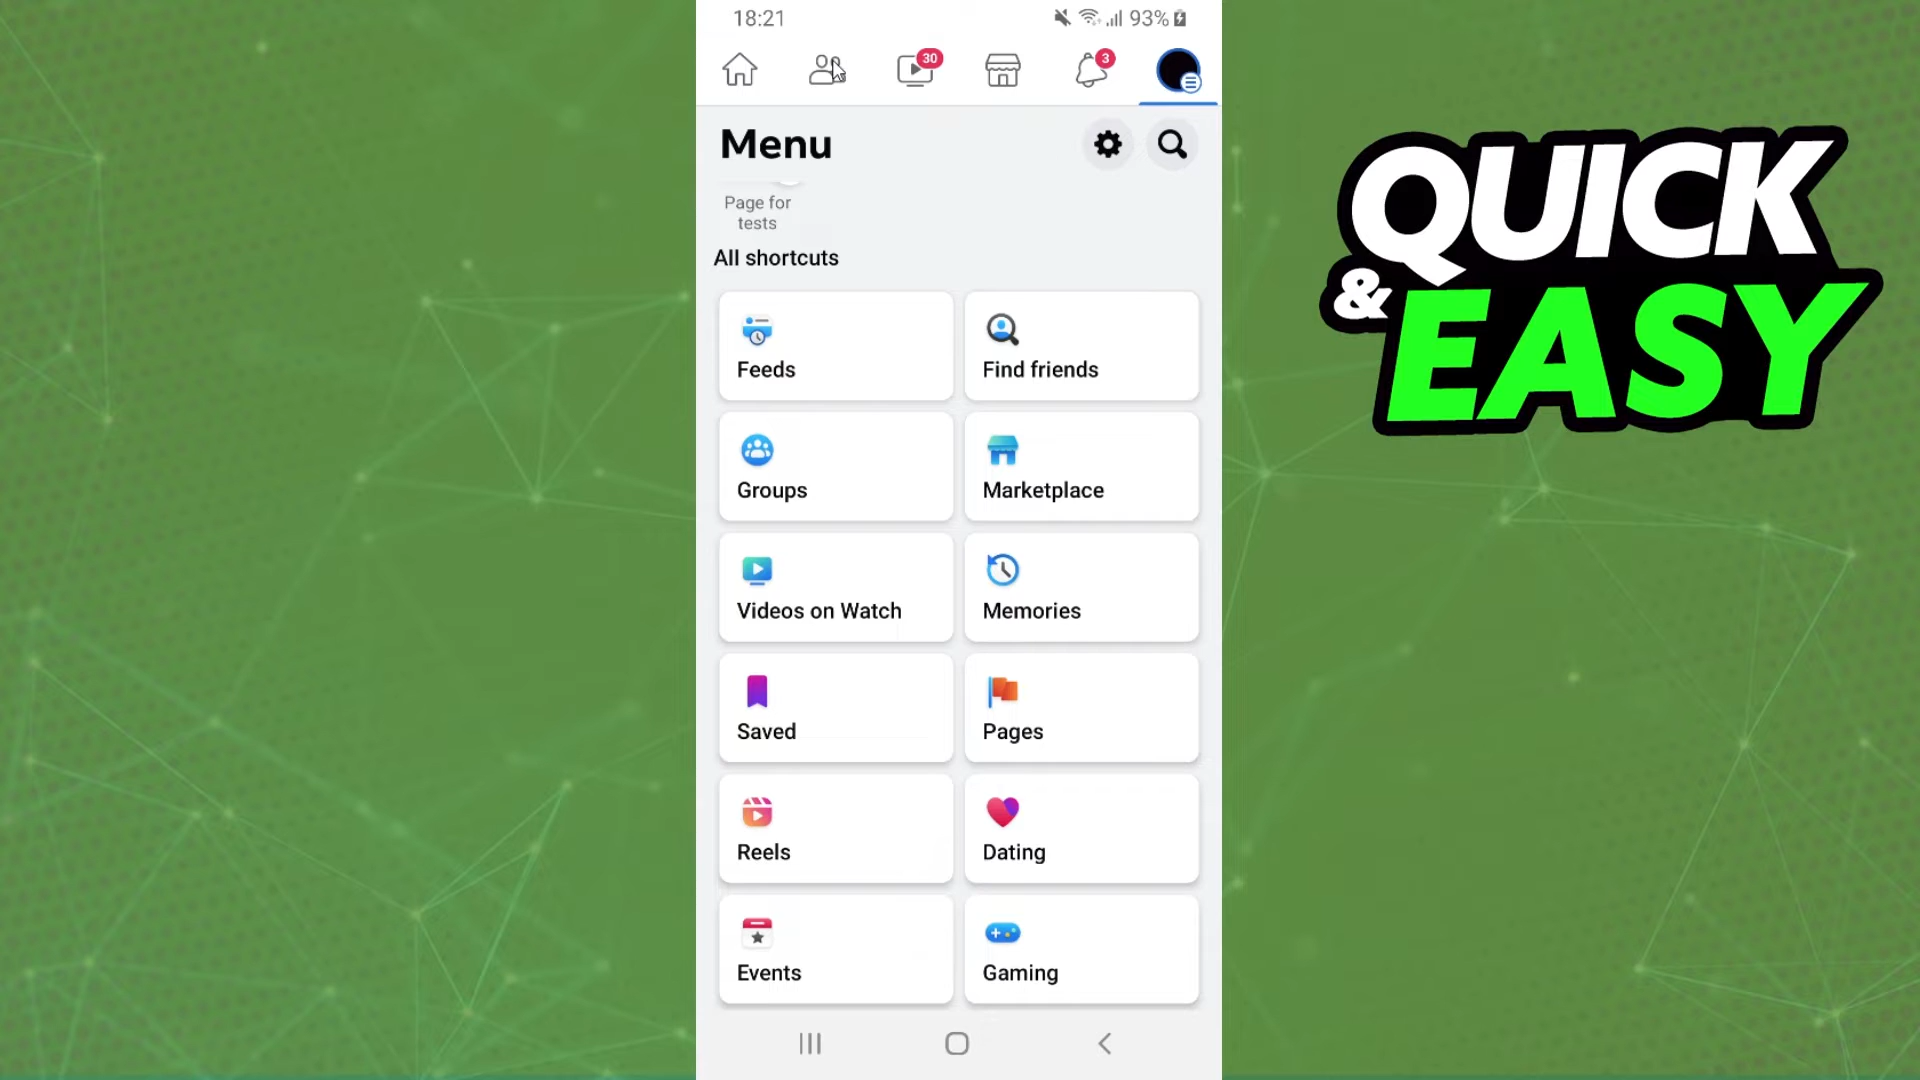 18:21
93%
30
3
Menu
Page for
tests
All shortcuts
Feeds
Find friends
Groups
Marketplace
Videos on Watch
Memories
Saved
Pages
Reels
Dating
Events
Gaming
QUICK
& EASY